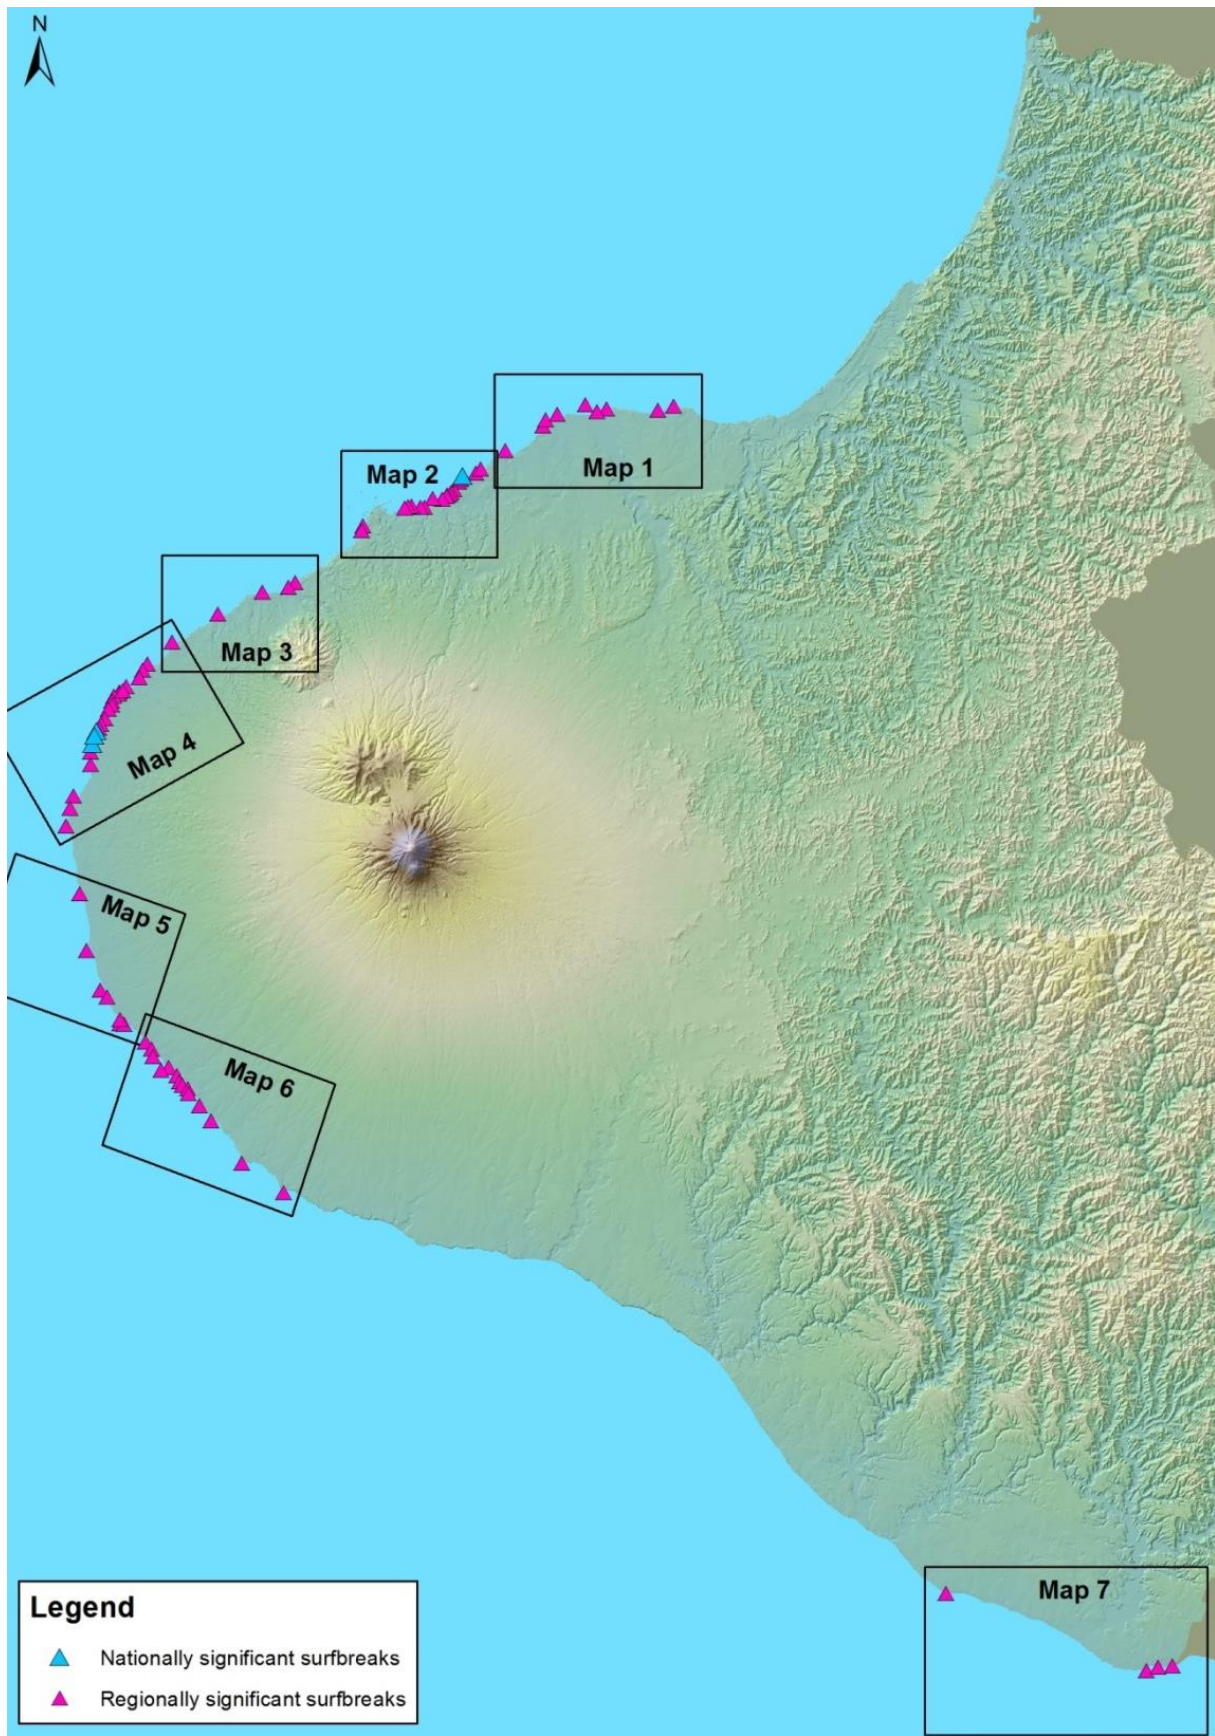 N
Map 1
Map 2
Map 3
Map 4
Map 5
Map 6
Map 7
Legend
Nationally significant surfbreaks
Regionally significant surfbreaks